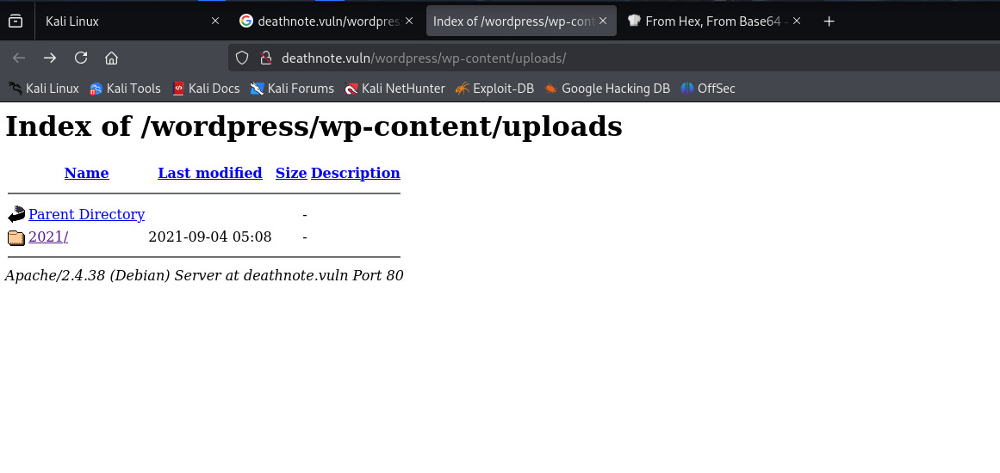 Kali Linux
deathnote.vuln/wordpres
Index of /wordpress/wp-cont
From Hex, From Base64 -
deathnote.vuln/wordpress/wp-content/uploads/
Kali Linux Kali Tools Kali Docs Kali Forums Kali NetHunter Exploit-DB Google Hacking DB OffSec
Index of /wordpress/wp-content/uploads
Name Last modified Size Description
Parent Directory -
2021/ 2021-09-04 05:08 -
Apache/2.4.38 (Debian) Server at deathnote.vuln Port 80